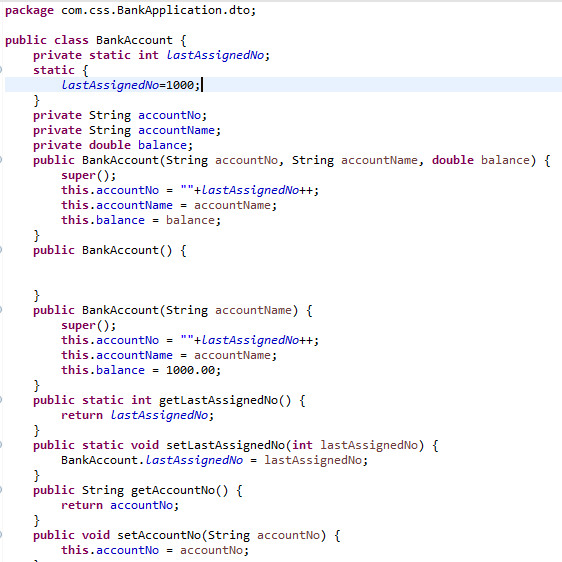 package com.css.BankApplication.dto;
public class BankAccount {
private static int lastAssignedNo;
static {
lastAssignedNo=1000;
}
private String accountNo;
private String accountName;
private double balance;
public BankAccount(String accountNo, String accountName, double balance) {
super();
this.accountNo = ""+lastAssignedNo++;
this.accountName = accountName;
this.balance = balance;
}
public BankAccount() {
}
public BankAccount(String accountName) {
super();
this.accountNo = ""+lastAssignedNo++;
this.accountName = accountName;
this.balance = 1000.00;
}
public static int getLastAssignedNo() {
return lastAssignedNo;
}
public static void setLastAssignedNo(int lastAssignedNo) {
BankAccount.lastAssignedNo = lastAssignedNo;
}
public String getAccountNo() {
return accountNo;
}
public void setAccountNo(String accountNo) {
this.accountNo = accountNo;